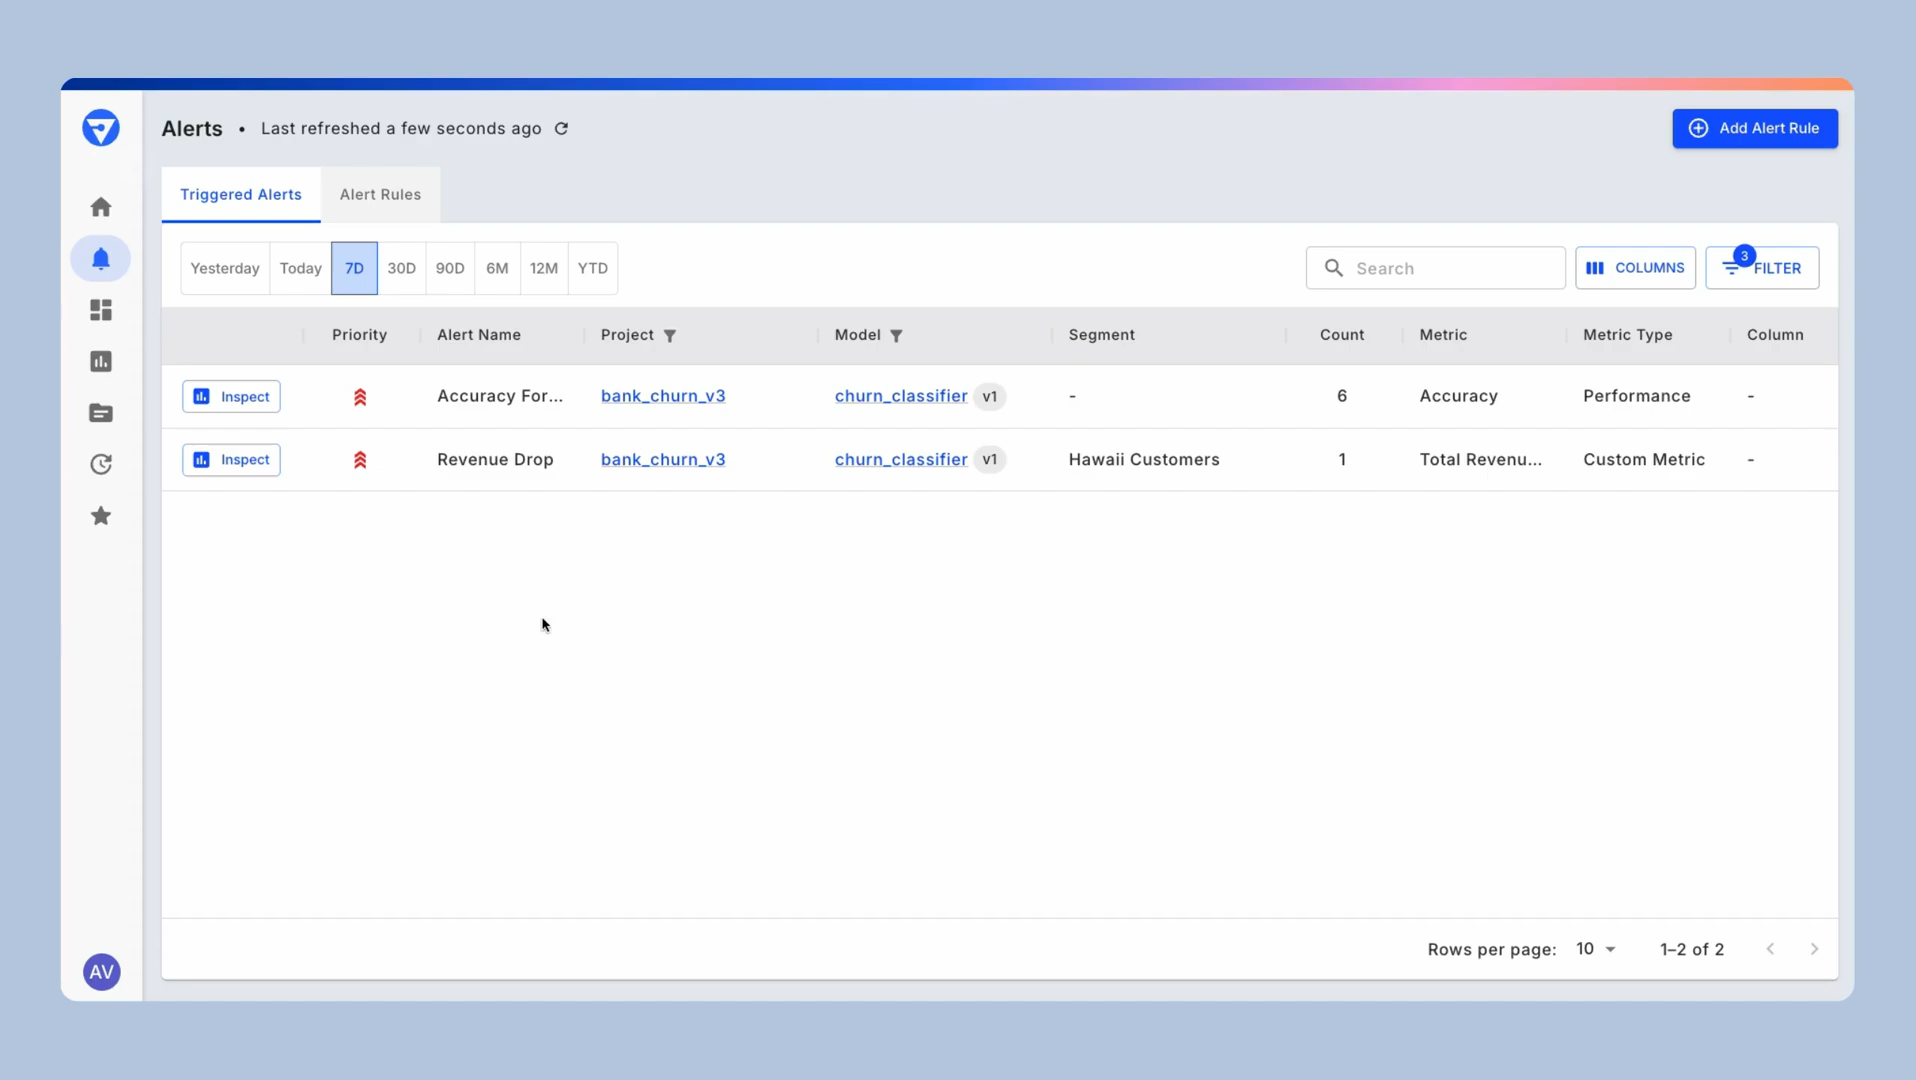 Alerts • Last refreshed a few seconds ago
Add Alert Rule
Triggered Alerts Alert Rules
Yesterday Today 7D 30D 90D 6M 12M YTD
Search
COLUMNS
3
FILTER
Priority Alert Name Project Model Segment Count Metric Metric Type Column
Inspect Accuracy For... bank_churn_v3 churn_classifier v1 - 6 Accuracy Performance -
Inspect Revenue Drop bank_churn_v3 churn_classifier v1 Hawaii Customers 1 Total Revenu... Custom Metric -
Rows per page: 10 1–2 of 2
AV